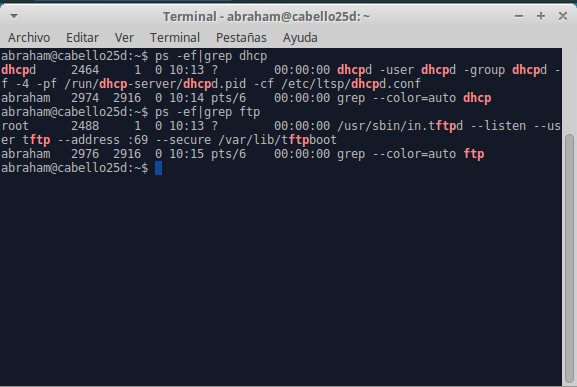 Terminal - abraham@cabello25d: ~
Archivo Editar Ver Terminal Pestañas Ayuda
abraham@cabello25d:~$ ps -ef|grep dhcp
dhcpd     2464     1  0 10:13 ?        00:00:00 dhcpd -user dhcpd -group dhcpd -
f -4 -pf /run/dhcp-server/dhcpd.pid -cf /etc/ltsp/dhcpd.conf
abraham   2974  2916  0 10:14 pts/6    00:00:00 grep --color=auto dhcp
abraham@cabello25d:~$ ps -ef|grep ftp
root      2488     1  0 10:13 ?        00:00:00 /usr/sbin/in.tftpd --listen --us
er tftp --address :69 --secure /var/lib/tftpboot
abraham   2976  2916  0 10:15 pts/6    00:00:00 grep --color=auto ftp
abraham@cabello25d:~$